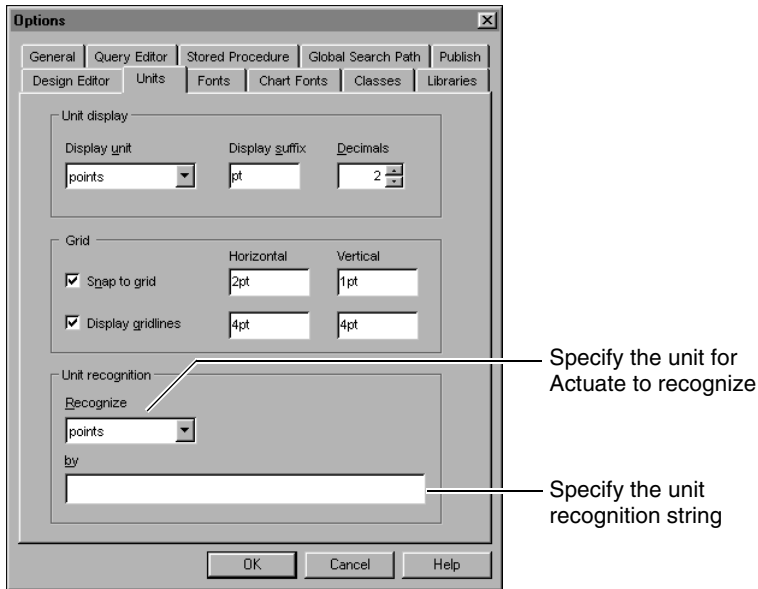 Options
General Query Editor Stored Procedure Global Search Path Publish
Design Editor Units Fonts Chart Fonts Classes Libraries
Unit display
Display unit Display suffix Decimals
points pt 2
Grid
Horizontal Vertical
Snap to grid 2pt 1pt
Display gridlines 4pt 4pt
Unit recognition
Recognize
points
by
OK Cancel Help
Specify the unit for
Actuate to recognize
Specify the unit
recognition string